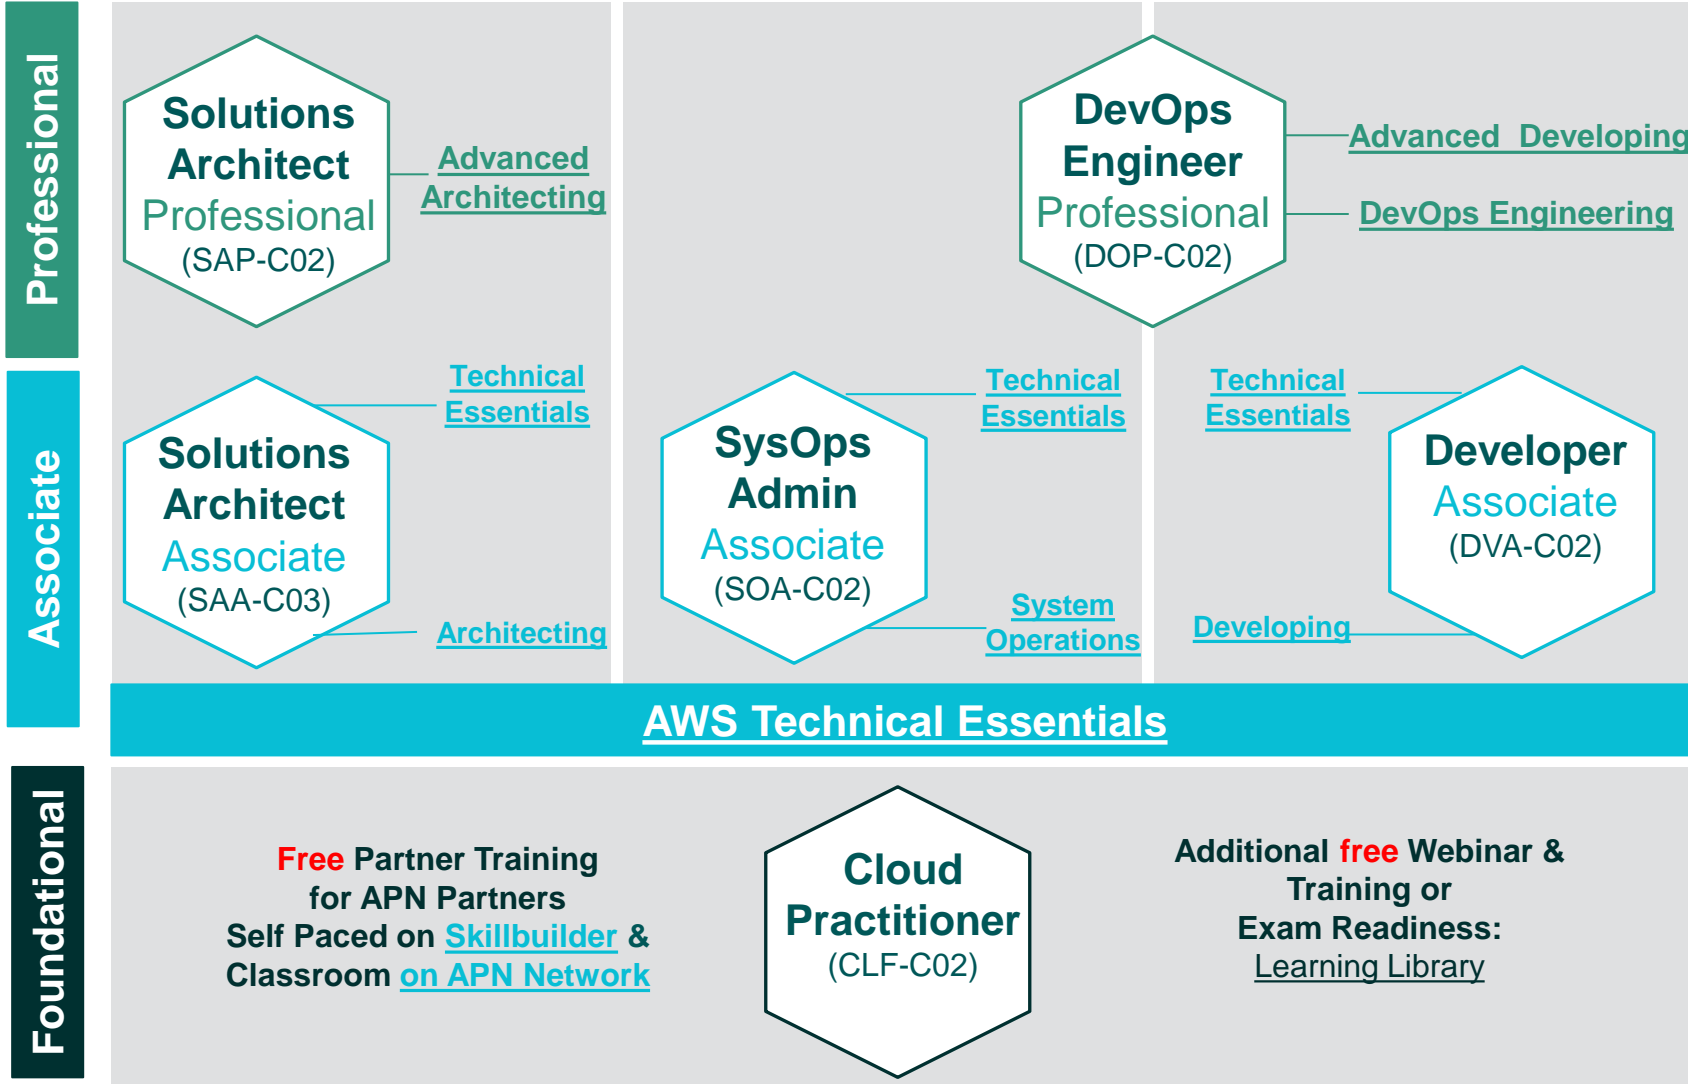 Professional
Solutions
Architect
Professional
(SAP-C02)
Advanced
Architecting
DevOps
Engineer
Professional
(DOP-C02)
Advanced Developing
DevOps Engineering
Associate
Technical
Essentials
Solutions
Architect
Associate
(SAA-C03)
Architecting
Technical
Essentials
SysOps
Admin
Associate
(SOA-C02)
System
Operations
Technical
Essentials
Developer
Associate
(DVA-C02)
Developing
AWS Technical Essentials
Foundational
Free Partner Training
for APN Partners
Self Paced on Skillbuilder &
Classroom on APN Network
Cloud
Practitioner
(CLF-C02)
Additional free Webinar &
Training or
Exam Readiness:
Learning Library